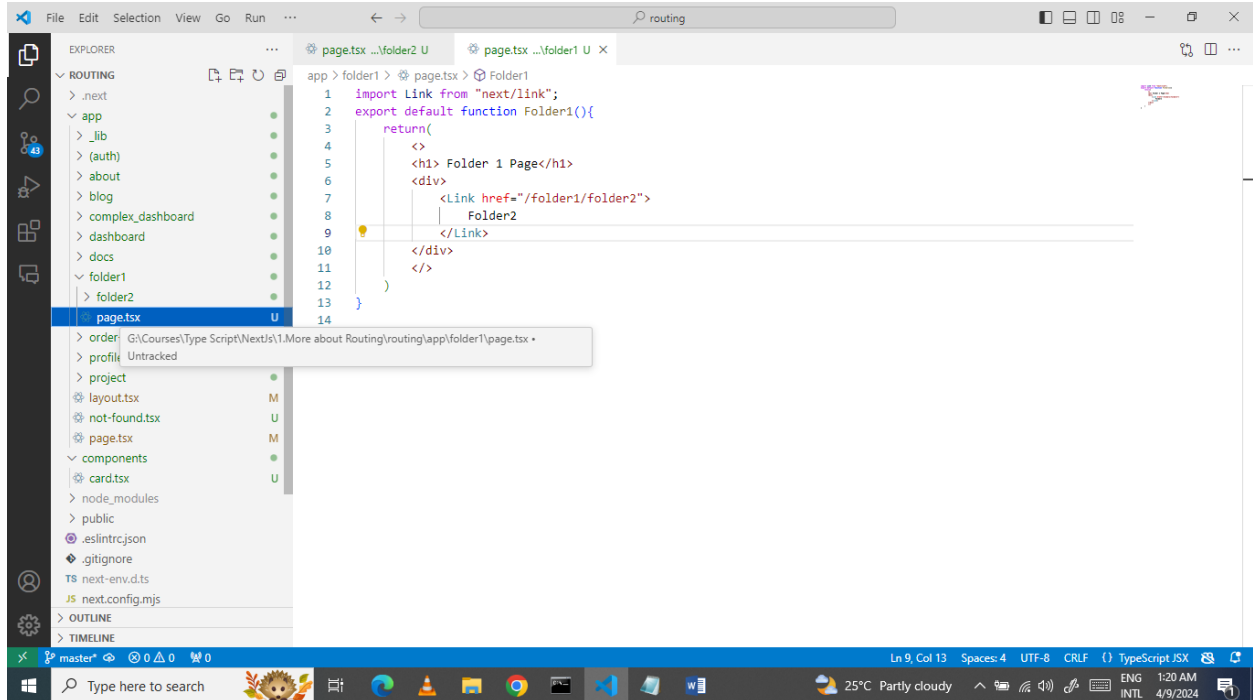 File Edit Selection View Go Run ··· ← → routing
EXPLORER ···
ROUTING
> .next
app
> _lib
> (auth)
> about
> blog
> complex_dashboard
> dashboard
> docs
folder1
> folder2
page.tsx U
> order-
> profile
> project
layout.tsx M
not-found.tsx U
page.tsx M
components
card.tsx U
> node_modules
> public
.eslintrc.json
.gitignore
TS next-env.d.ts
JS next.config.mjs
> OUTLINE
> TIMELINE
43
G:\Courses\Type Script\NextJs\1.More about Routing\routing\app\folder1\page.tsx •
Untracked
page.tsx ...\folder2 U page.tsx ...\folder1 U ×
app > folder1 > page.tsx > Folder1
1 import Link from "next/link";
2 export default function Folder1(){
3 return(
4 <>
5 <h1> Folder 1 Page</h1>
6 <div>
7 <Link href="/folder1/folder2">
8 Folder2
9 </Link>
10 </div>
11 </>
12 )
13 }
14
master* 0 0 0 Ln 9, Col 13 Spaces: 4 UTF-8 CRLF {} TypeScript JSX
Type here to search 25°C Partly cloudy ENG 1:20 AM
INTL 4/9/2024 1